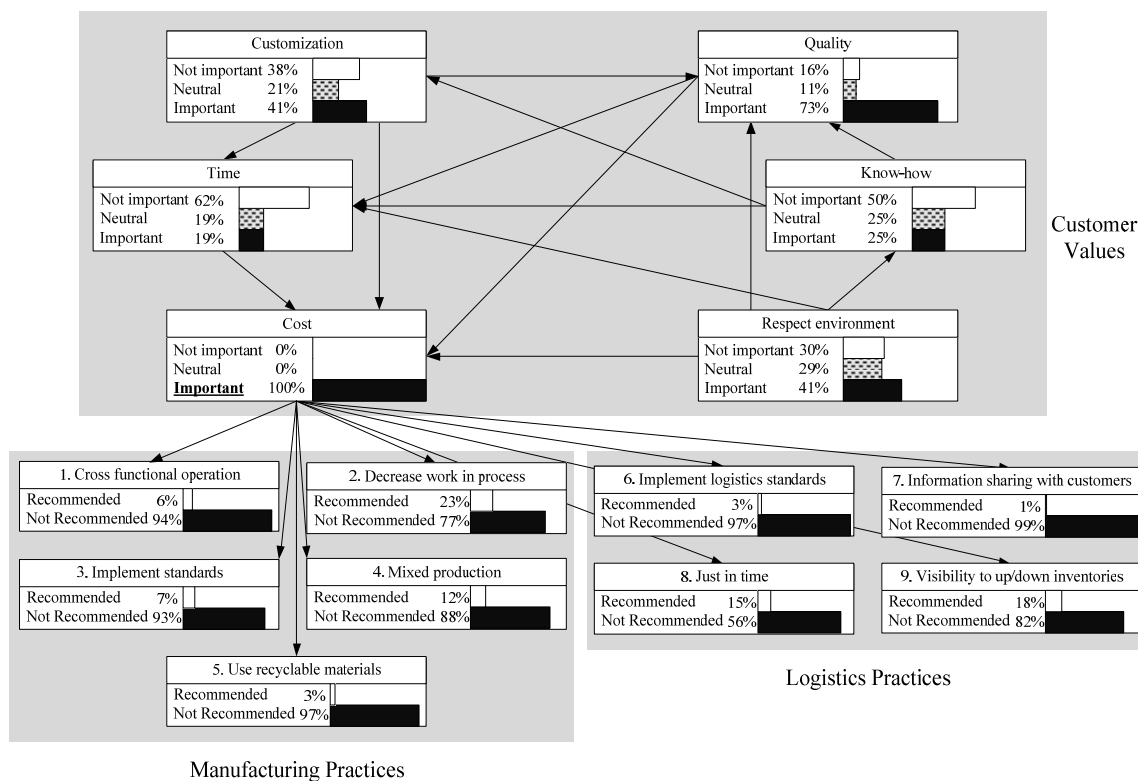 Customization
Not important 38%
Neutral 21%
Important 41%
Quality
Not important 16%
Neutral 11%
Important 73%
Time
Not important 62%
Neutral 19%
Important 19%
Know-how
Not important 50%
Neutral 25%
Important 25%
Customer
Values
Cost
Not important 0%
Neutral 0%
Important 100%
Respect environment
Not important 30%
Neutral 29%
Important 41%
1. Cross functional operation
Recommended 6%
Not Recommended 94%
2. Decrease work in process
Recommended 23%
Not Recommended 77%
3. Implement standards
Recommended 7%
Not Recommended 93%
4. Mixed production
Recommended 12%
Not Recommended 88%
5. Use recyclable materials
Recommended 3%
Not Recommended 97%
Manufacturing Practices
6. Implement logistics standards
Recommended 3%
Not Recommended 97%
7. Information sharing with customers
Recommended 1%
Not Recommended 99%
8. Just in time
Recommended 15%
Not Recommended 56%
9. Visibility to up/down inventories
Recommended 18%
Not Recommended 82%
Logistics Practices